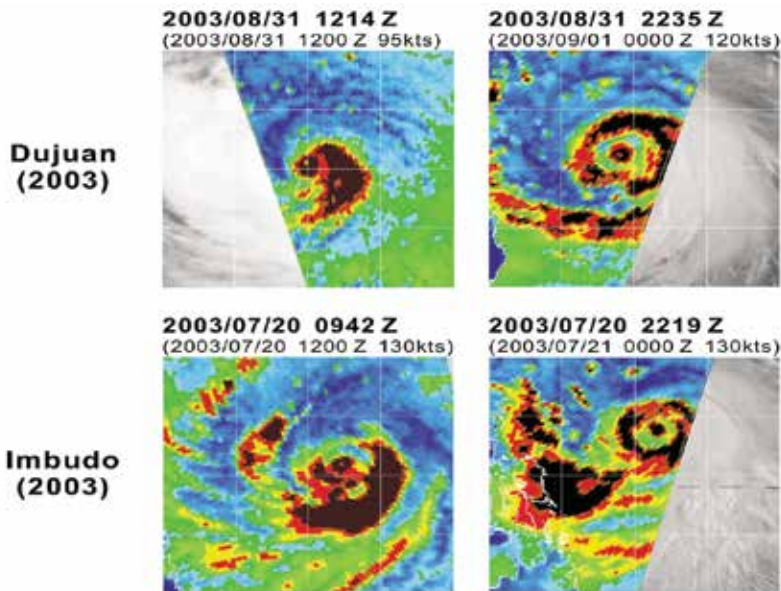 2003/08/31 1214 Z
(2003/08/31 1200 Z 95kts)
2003/08/31 2235 Z
(2003/09/01 0000 Z 120kts)
Dujuan
(2003)
2003/07/20 0942 Z
(2003/07/20 1200 Z 130kts)
2003/07/20 2219 Z
(2003/07/21 0000 Z 130kts)
Imbudo
(2003)